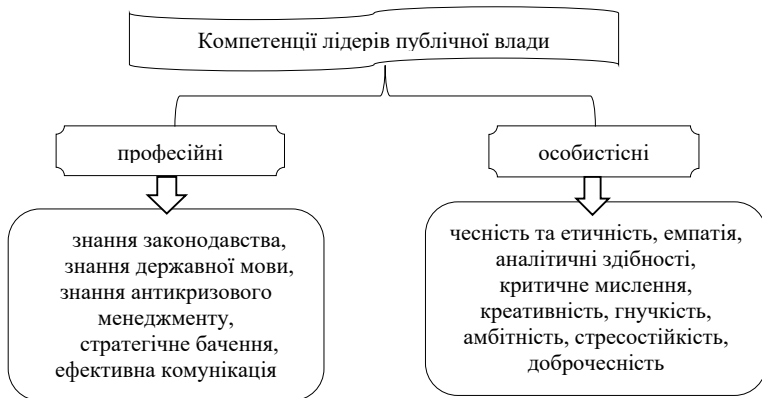 Компетенції лідерів публічної влади
професійні
особистісні
знання законодавства,
знання державної мови,
знання антикризового
менеджменту,
стратегічне бачення,
ефективна комунікація
чесність та етичність, емпатія,
аналітичні здібності,
критичне мислення,
креативність, гнучкість,
амбітність, стресостійкість,
доброчесність